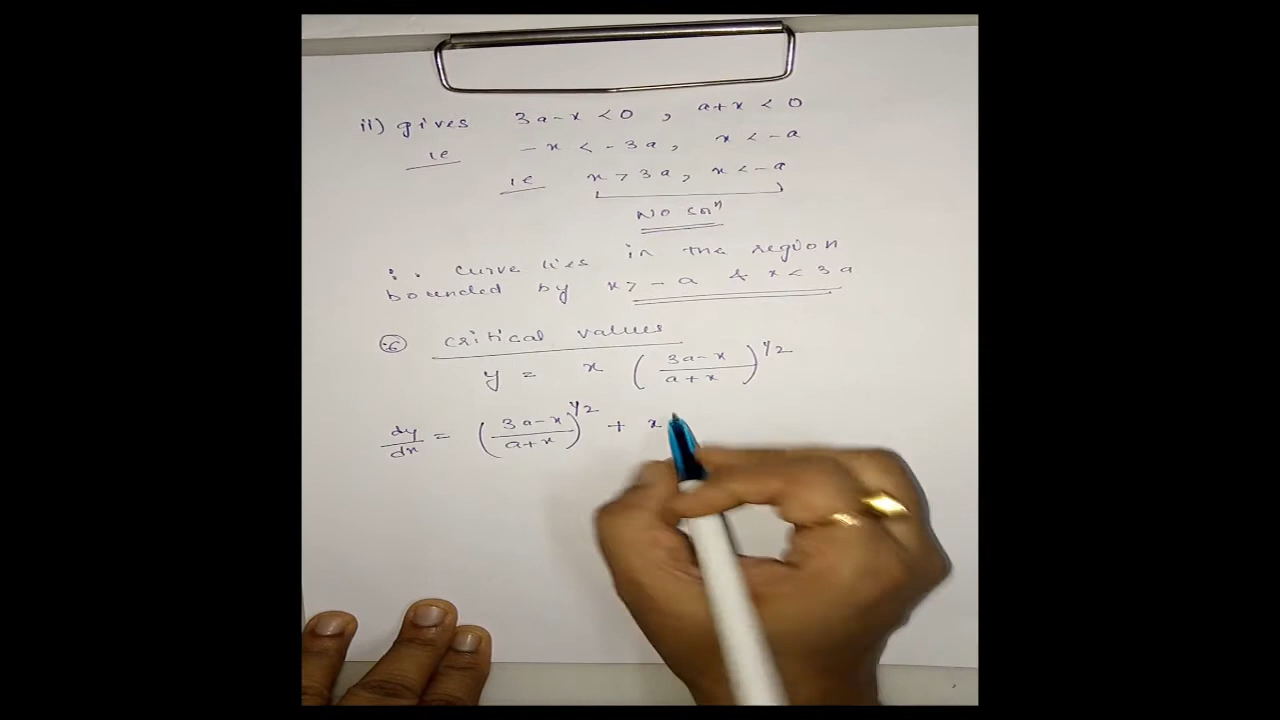 ii) gives 3a-x<0, a+x < 0
ie -x < -3a, x < -a
ie x > 3a, x < -a
NO solⁿ
∴ curve lies in the region
bounded by x > -a & x < 3a
6 critical values
y = x ( (3a-x)/(a+x) )^1/2
dy/dx = ( (3a-x)/(a+x) )^1/2 + x